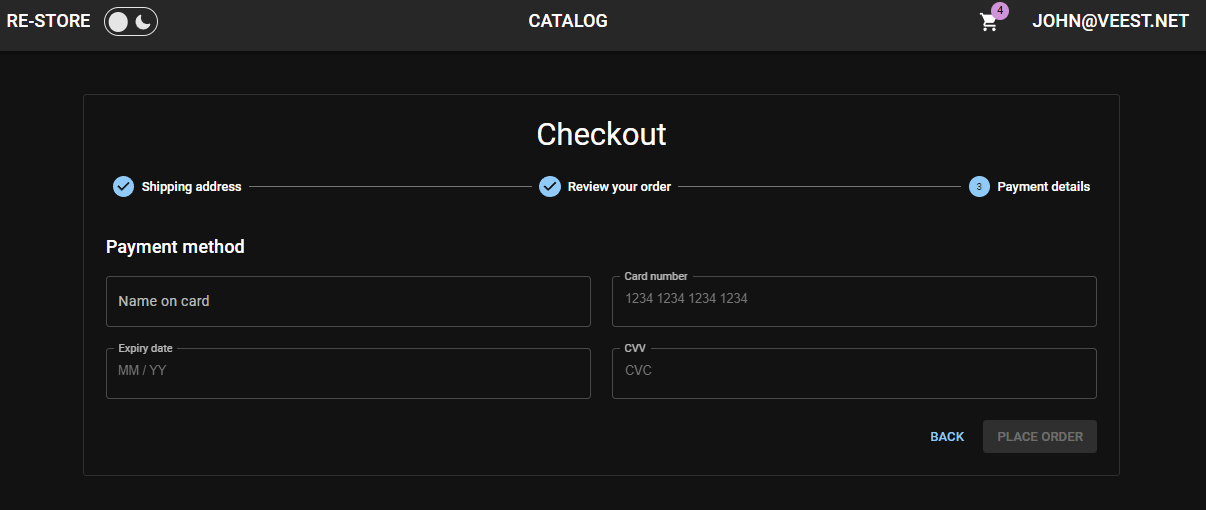 RE-STORE
CATALOG
4
JOHN@VEEST.NET
Checkout
Shipping address
Review your order
3
Payment details
Payment method
Name on card
Card number
1234 1234 1234 1234
Expiry date
MM / YY
CVV
CVC
BACK
PLACE ORDER